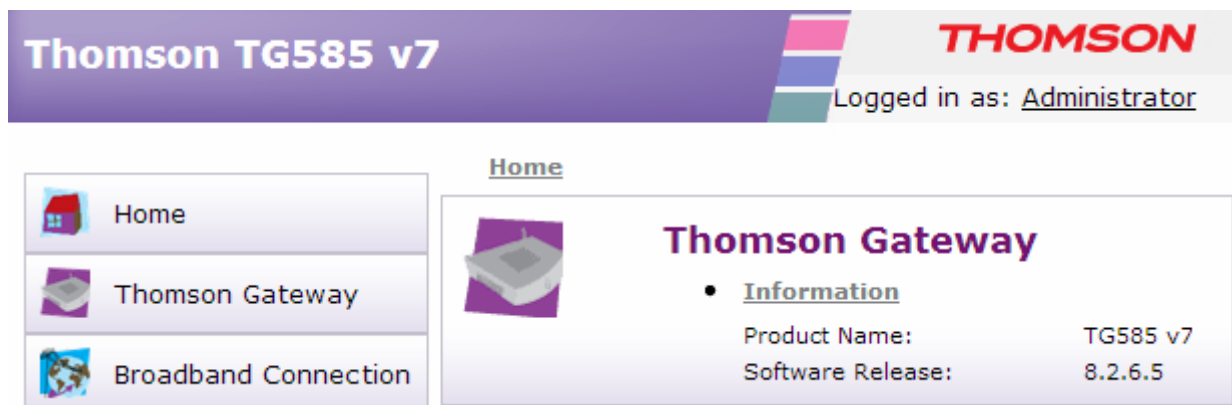 Thomson TG585 v7
THOMSON
Logged in as: Administrator
Home
Thomson Gateway
Broadband Connection
Home
Thomson Gateway
• Information
Product Name: TG585 v7
Software Release: 8.2.6.5